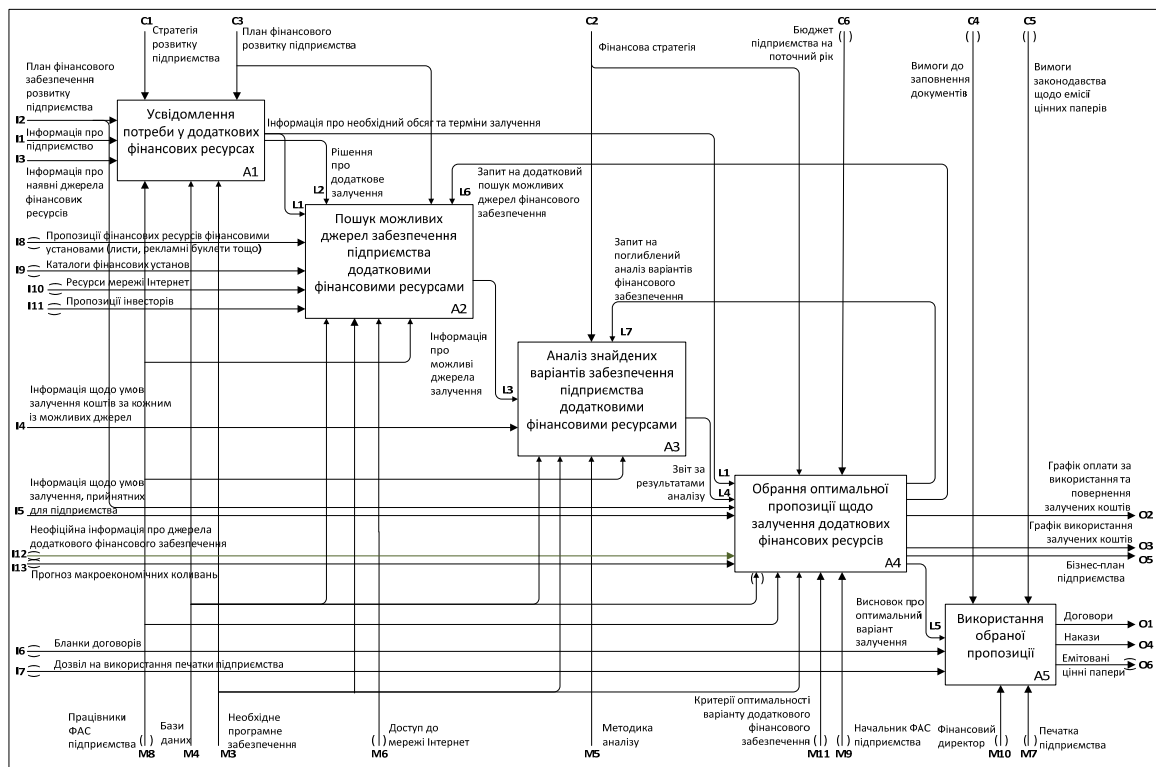 C1
C3
C2
C6
C4
C5
Стратегія
розвитку
підприємства
План фінансового
розвитку підприємства
Фінансова стратегія
Бюджет
підприємства на
поточний рік
Вимоги до
заповнення
документів
Вимоги
законодавства
щодо емісії
цінних паперів
План фінансового
забезпечення
розвитку
підприємства
I2
Інформація про
I1
підприємство
I3
Інформація про
наявні джерела
фінансових
ресурсів
Усвідомлення
потреби у додаткових
фінансових ресурсах
A1
Інформація про необхідний обсяг та терміни залучення
Рішення
про
додаткове
залучення
L2
L1
L6
Запит на додатковий
пошук можливих
джерел фінансового
забезпечення
I8
Пропозиції фінансових ресурсів фінансовими
установами (листи, рекламні буклети тощо)
I9
Каталоги фінансових установ
I10
Ресурси мережі Інтернет
I11
Пропозиції інвесторів
Пошук можливих
джерел забезпечення
підприємства
додатковими
фінансовими ресурсами
A2
Запит на
поглиблений
аналіз варіантів
фінансового
забезпечення
L7
Інформація
про
можливі
джерела
залучення
L3
Аналіз знайдених
варіантів забезпечення
підприємства
додатковими
фінансовими ресурсами
A3
Інформація щодо умов
залучення коштів за кожним
із можливих джерел
I4
Звіт за
результатами
аналізу
L1
L4
Інформація щодо умов
залучення, прийнятних
для підприємства
I5
Неофіційна інформація про джерела
додаткового фінансового забезпечення
I12
I13
Прогноз макроекономічних коливань
Обрання оптимальної
пропозиції щодо
залучення додаткових
фінансових ресурсів
A4
Графік оплати за
використання та
повернення
залучених коштів
O2
Графік використання
залучених коштів
O3
O5
Бізнес-план
підприємства
Висновок про
оптимальний
варіант
залучення
L5
Використання
обраної
пропозиції
A5
Договори
O1
Накази
O4
Емітовані
цінні папери
O6
I6
Бланки договорів
I7
Дозвіл на використання печатки підприємства
Працівники
ФАС
підприємства
M8
Бази
даних
M4
Необхідне
програмне
забезпечення
M3
Доступ до
мережі Інтернет
M6
Методика
аналізу
M5
Критерії оптимальності
варіанту додаткового
фінансового
забезпечення
M11
Начальник ФАС
підприємства
M9
Фінансовий
директор
M10
Печатка
підприємства
M7